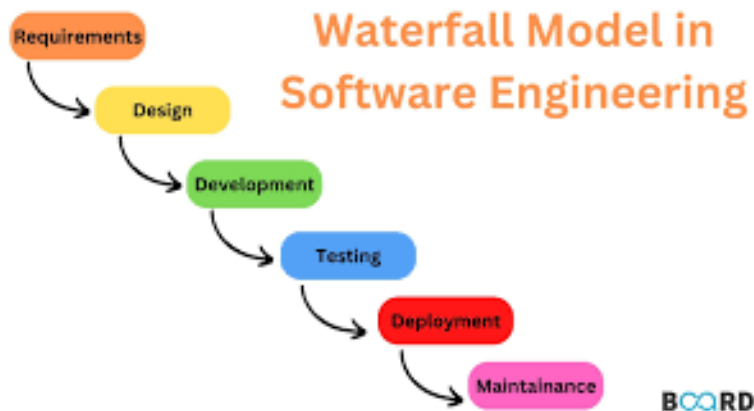 Waterfall Model in
Software Engineering
Requirements
Design
Development
Testing
Deployment
Maintainance
BOARD